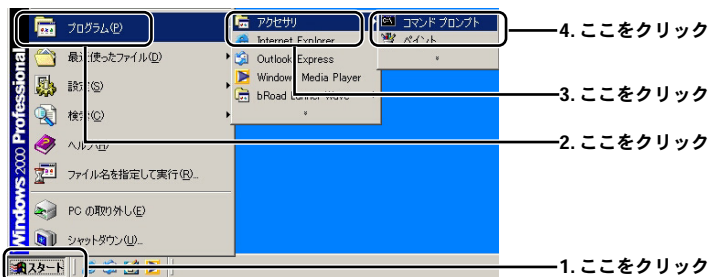 プログラム(P)
最近使ったファイル(D)
設定(S)
検索(C)
ヘルプ(H)
ファイル名を指定して実行(R)...
PC の取り外し(E)
シャットダウン(U)...
Windows 2000 Professional
スタート
アクセサリ
Internet Explorer
Outlook Express
Windows Media Player
bRoad Lanner Wave
コマンド プロンプト
ペイント
4. ここをクリック
3. ここをクリック
2. ここをクリック
1. ここをクリック